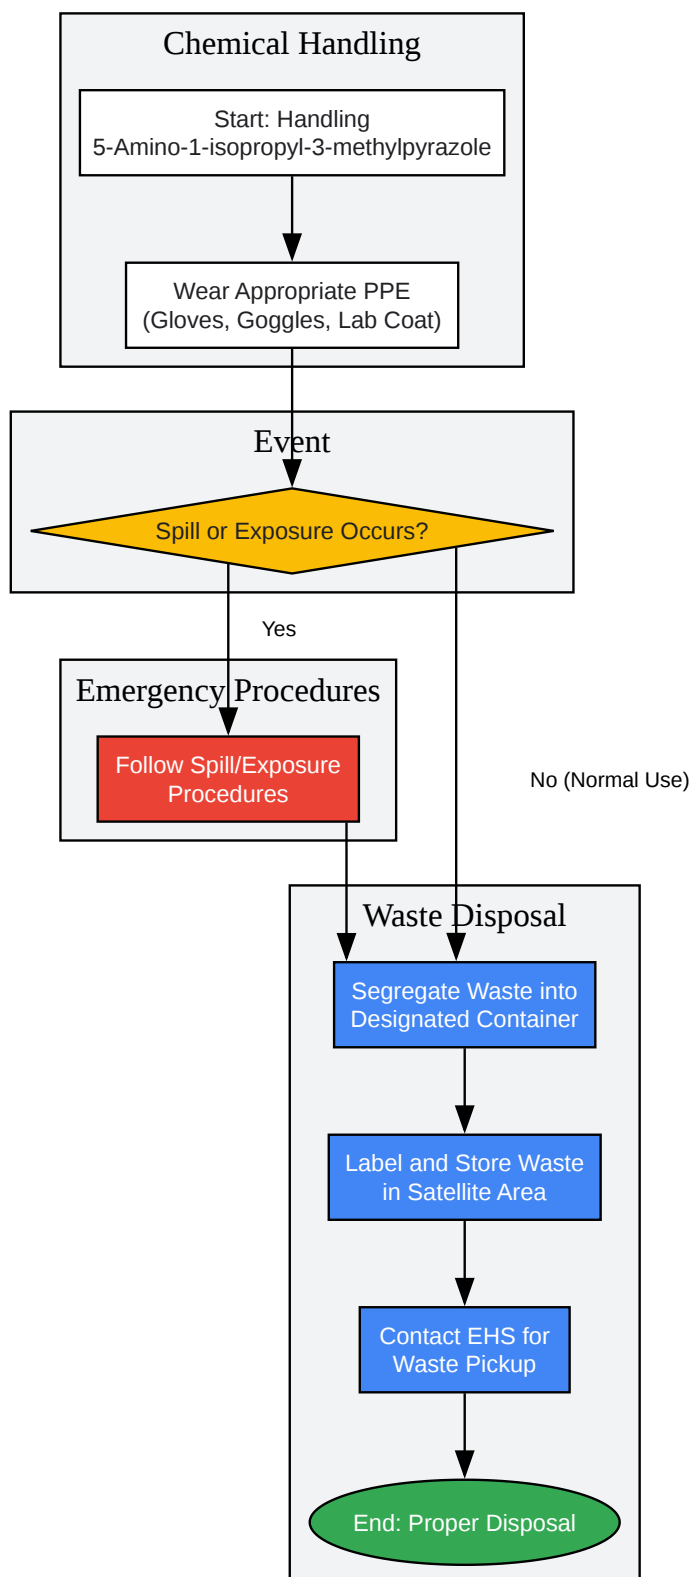 Chemical Handling
Start: Handling
5-Amino-1-isopropyl-3-methylpyrazole
Wear Appropriate PPE
(Gloves, Goggles, Lab Coat)
Event
Spill or Exposure Occurs?
Yes
Emergency Procedures
Follow Spill/Exposure
Procedures
No (Normal Use)
Waste Disposal
Segregate Waste into
Designated Container
Label and Store Waste
in Satellite Area
Contact EHS for
Waste Pickup
End: Proper Disposal